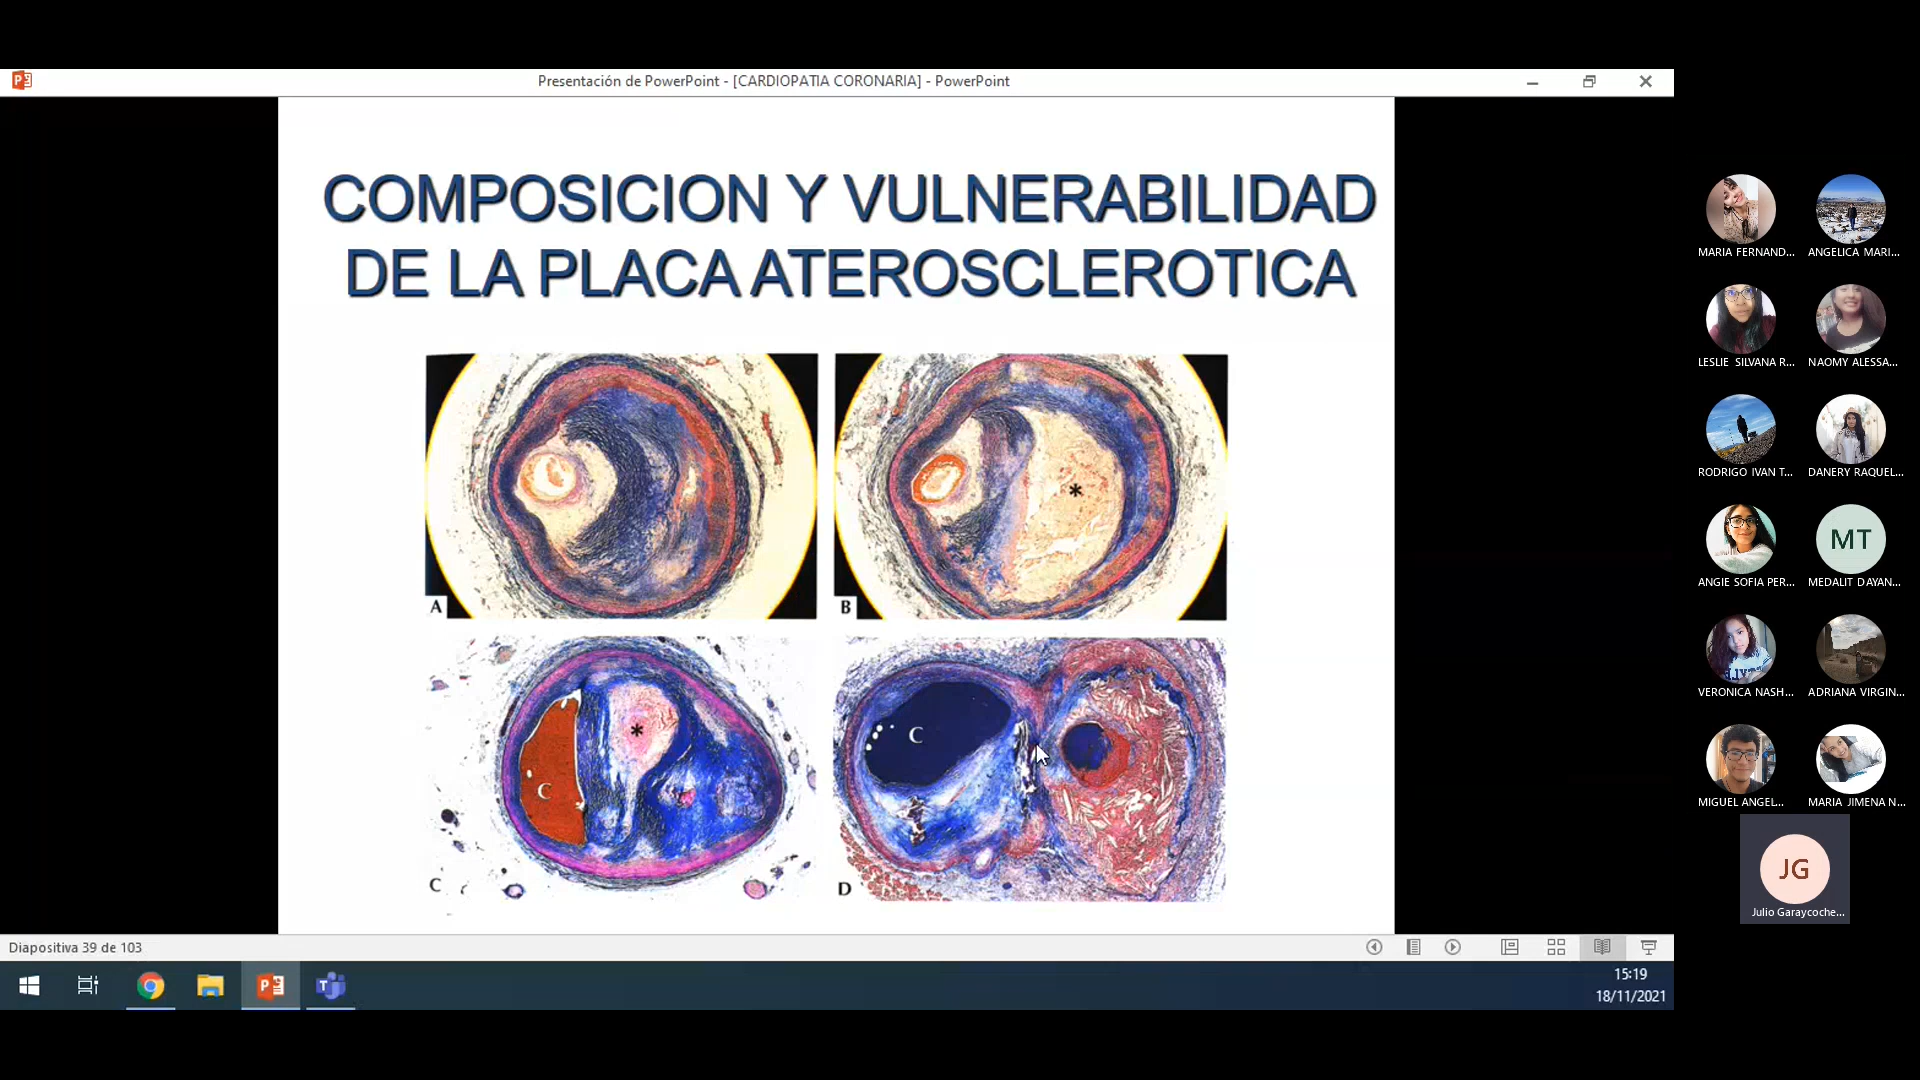 Presentación de PowerPoint - [CARDIOPATIA CORONARIA] - PowerPoint
COMPOSICION Y VULNERABILIDAD
DE LA PLACA ATEROSCLEROTICA
A
*
B
*
C
C
C
D
MARIA FERNAND...
ANGELICA MARI...
LESLIE SILVANA R...
NAOMY ALESSA...
RODRIGO IVAN T...
DANERY RAQUEL...
ANGIE SOFIA PER...
MT
MEDALIT DAYAN...
VERONICA NASH...
ADRIANA VIRGIN...
MIGUEL ANGEL...
MARIA JIMENA N...
JG
Julio Garaycoche...
Diapositiva 39 de 103
15:19
18/11/2021